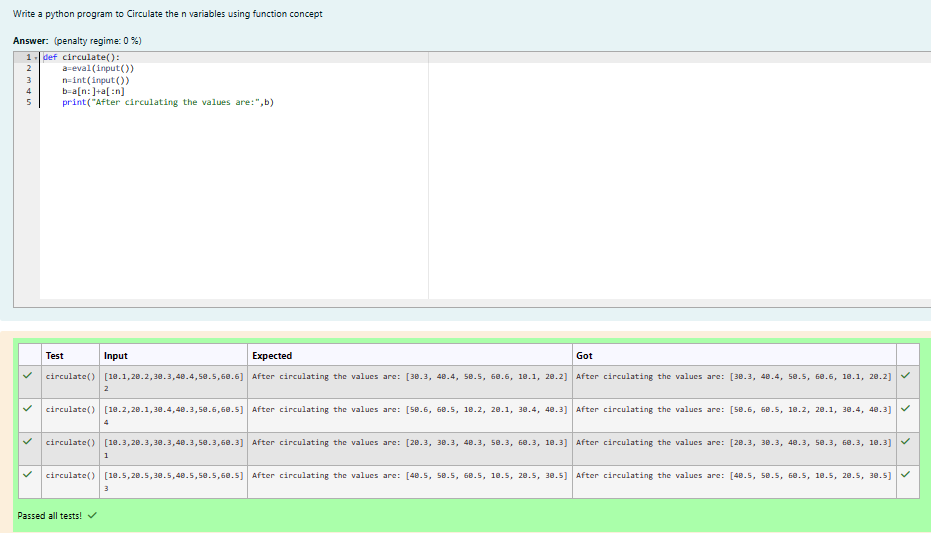 Write a python program to Circulate the n variables using function concept
Answer: (penalty regime: 0 %)
1 def circulate():
2 a=eval(input())
3 n=int(input())
4 b=a[n:]+a[:n]
5 print("After circulating the values are:",b)
Test Input Expected Got
circulate() [10.1,20.2,30.3,40.4,50.5,60.6] After circulating the values are: [30.3, 40.4, 50.5, 60.6, 10.1, 20.2] After circulating the values are: [30.3, 40.4, 50.5, 60.6, 10.1, 20.2]
2
circulate() [10.2,20.1,30.4,40.3,50.6,60.5] After circulating the values are: [50.6, 60.5, 10.2, 20.1, 30.4, 40.3] After circulating the values are: [50.6, 60.5, 10.2, 20.1, 30.4, 40.3]
4
circulate() [10.3,20.3,30.3,40.3,50.3,60.3] After circulating the values are: [20.3, 30.3, 40.3, 50.3, 60.3, 10.3] After circulating the values are: [20.3, 30.3, 40.3, 50.3, 60.3, 10.3]
1
circulate() [10.5,20.5,30.5,40.5,50.5,60.5] After circulating the values are: [40.5, 50.5, 60.5, 10.5, 20.5, 30.5] After circulating the values are: [40.5, 50.5, 60.5, 10.5, 20.5, 30.5]
3
Passed all tests!